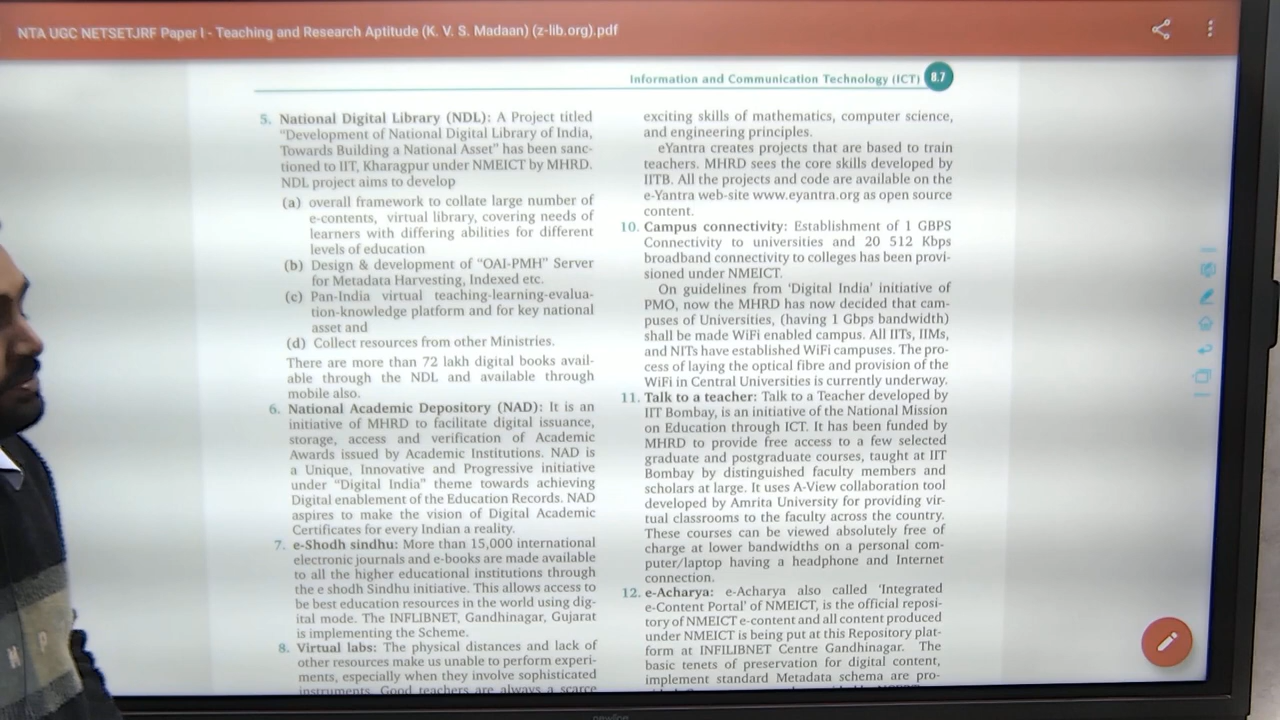 NTA UGC NETSETJRF Paper I - Teaching and Research Aptitude (K. V. S. Madaan) (z-lib.org).pdf
Information and Communication Technology (ICT) 8.7
5. National Digital Library (NDL): A Project titled
"Development of National Digital Library of India,
Towards Building a National Asset" has been sanc-
tioned to IIT, Kharagpur under NMEICT by MHRD.
NDL project aims to develop
(a) overall framework to collate large number of
e-contents, virtual library, covering needs of
learners with differing abilities for different
levels of education
(b) Design & development of "OAI-PMH" Server
for Metadata Harvesting, Indexed etc.
(c) Pan-India virtual teaching-learning-evalua-
tion-knowledge platform and for key national
asset and
(d) Collect resources from other Ministries.
There are more than 72 lakh digital books avail-
able through the NDL and available through
mobile also.
6. National Academic Depository (NAD): It is an
initiative of MHRD to facilitate digital issuance,
storage, access and verification of Academic
Awards issued by Academic Institutions. NAD is
a Unique, Innovative and Progressive initiative
under "Digital India" theme towards achieving
Digital enablement of the Education Records. NAD
aspires to make the vision of Digital Academic
Certificates for every Indian a reality.
7. e-Shodh sindhu: More than 15,000 international
electronic journals and e-books are made available
to all the higher educational institutions through
the e shodh Sindhu initiative. This allows access to
be best education resources in the world using dig-
ital mode. The INFLIBNET, Gandhinagar, Gujarat
is implementing the Scheme.
8. Virtual labs: The physical distances and lack of
other resources make us unable to perform experi-
ments, especially when they involve sophisticated
instruments. Good teachers are always a scarce
exciting skills of mathematics, computer science,
and engineering principles.
eYantra creates projects that are based to train
teachers. MHRD sees the core skills developed by
IITB. All the projects and code are available on the
e-Yantra web-site www.eyantra.org as open source
content.
10. Campus connectivity: Establishment of 1 GBPS
Connectivity to universities and 20 512 Kbps
broadband connectivity to colleges has been provi-
sioned under NMEICT.
On guidelines from 'Digital India' initiative of
PMO, now the MHRD has now decided that cam-
puses of Universities, (having 1 Gbps bandwidth)
shall be made WiFi enabled campus. All IITs, IIMs,
and NITs have established WiFi campuses. The pro-
cess of laying the optical fibre and provision of the
WiFi in Central Universities is currently underway.
11. Talk to a teacher: Talk to a Teacher developed by
IIT Bombay, is an initiative of the National Mission
on Education through ICT. It has been funded by
MHRD to provide free access to a few selected
graduate and postgraduate courses, taught at IIT
Bombay by distinguished faculty members and
scholars at large. It uses A-View collaboration tool
developed by Amrita University for providing vir-
tual classrooms to the faculty across the country.
These courses can be viewed absolutely free of
charge at lower bandwidths on a personal com-
puter/laptop having a headphone and Internet
connection.
12. e-Acharya: e-Acharya also called 'Integrated
e-Content Portal' of NMEICT, is the official reposi-
tory of NMEICT e-content and all content produced
under NMEICT is being put at this Repository plat-
form at INFILIBNET Centre Gandhinagar. The
basic tenets of preservation for digital content,
implement standard Metadata schema are pro-